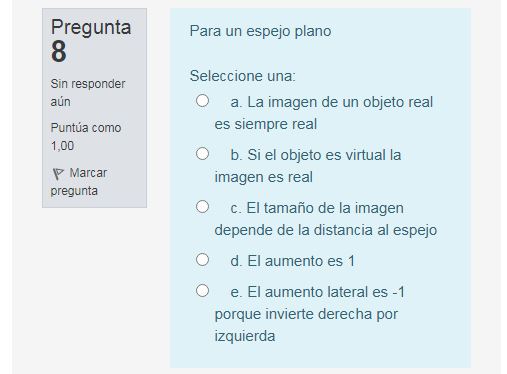 Pregunta
8
Sin responder
aún
Puntúa como
1,00
Marcar
pregunta
Para un espejo plano
Seleccione una:
a. La imagen de un objeto real
es siempre real
b. Si el objeto es virtual la
imagen es real
c. El tamaño de la imagen
depende de la distancia al espejo
d. El aumento es 1
e. El aumento lateral es -1
porque invierte derecha por
izquierda